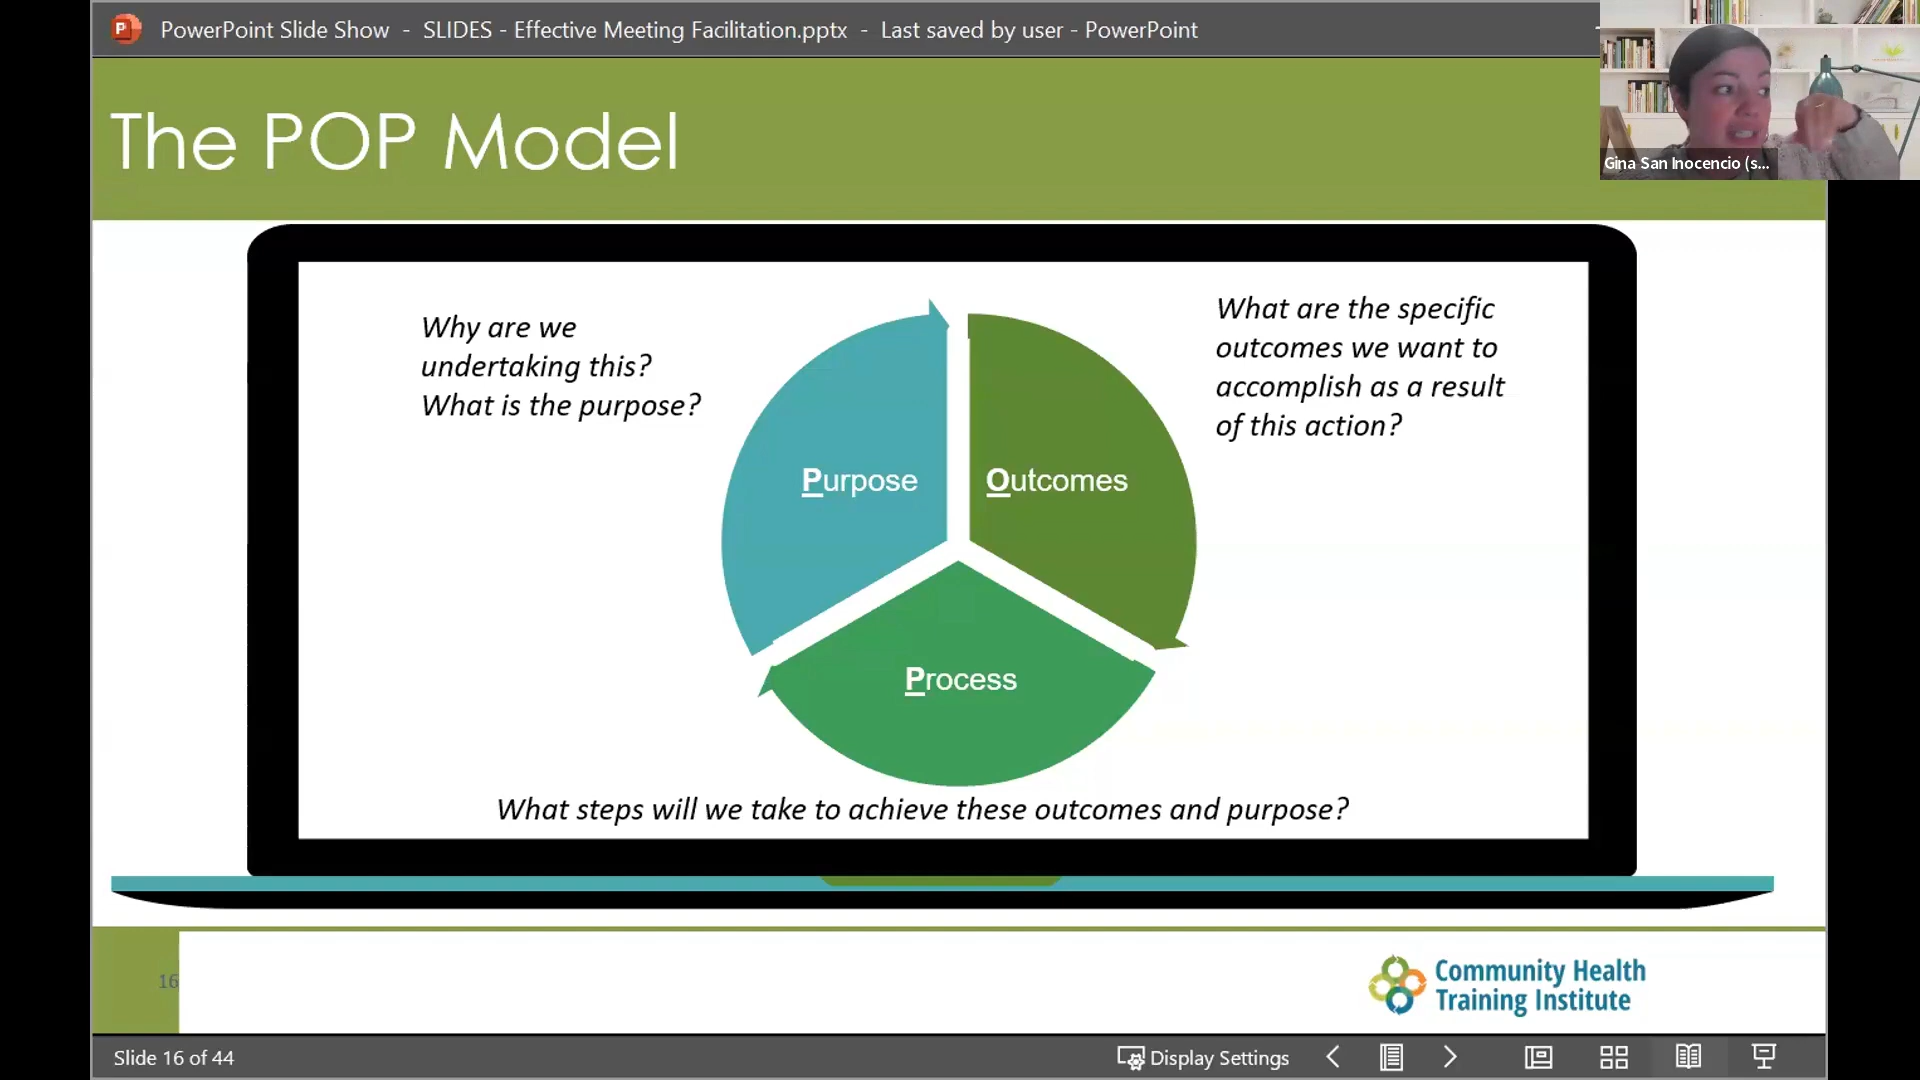 PowerPoint Slide Show - SLIDES - Effective Meeting Facilitation.pptx - Last saved by user - PowerPoint
Gina San Inocencio (s...
The POP Model
Why are we
undertaking this?
What is the purpose?
What are the specific
outcomes we want to
accomplish as a result
of this action?
Purpose
Outcomes
Process
What steps will we take to achieve these outcomes and purpose?
16
Community Health
Training Institute
Slide 16 of 44
Display Settings